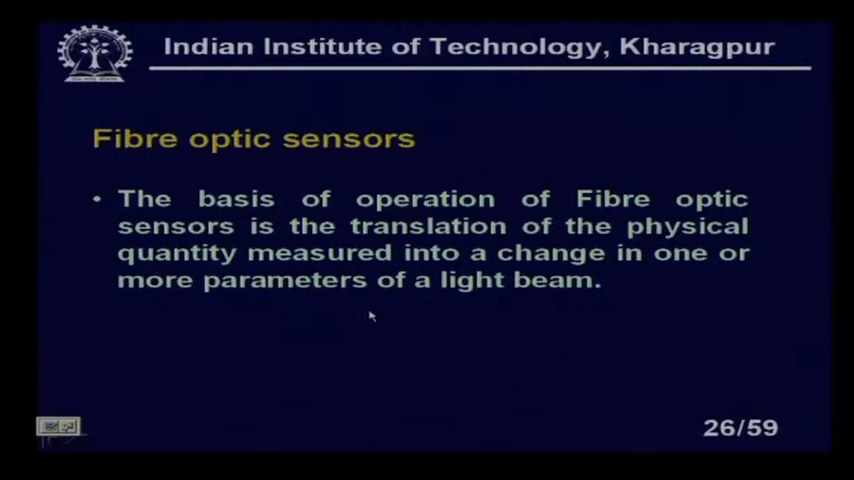 Indian Institute of Technology, Kharagpur
Fibre optic sensors
• The basis of operation of Fibre optic
sensors is the translation of the physical
quantity measured into a change in one or
more parameters of a light beam.
26/59